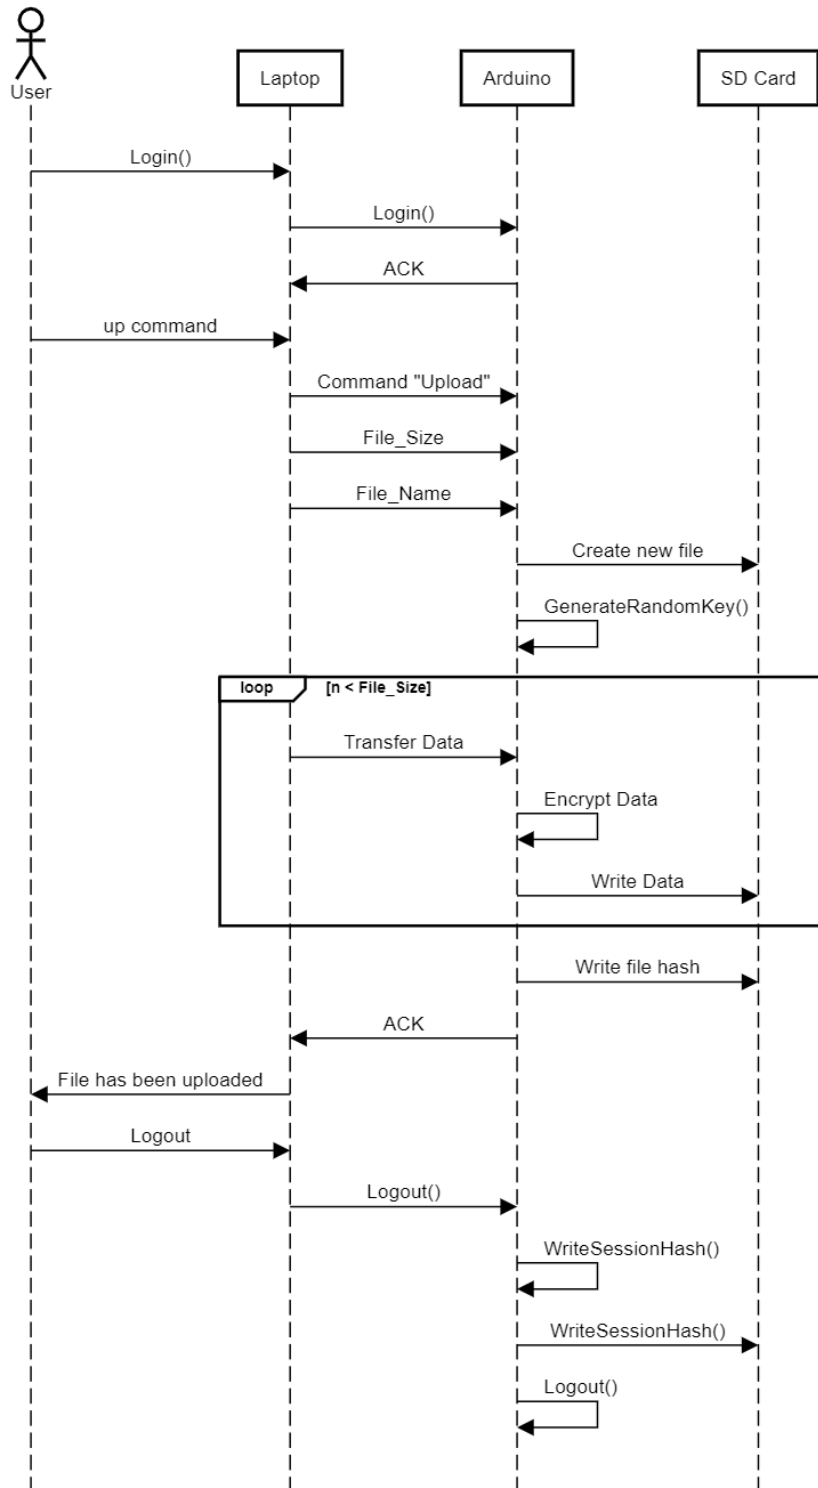 User
Laptop
Arduino
SD Card
Login()
Login()
ACK
up command
Command "Upload"
File_Size
File_Name
Create new file
GenerateRandomKey()
loop
[n < File_Size]
Transfer Data
Encrypt Data
Write Data
Write file hash
ACK
File has been uploaded
Logout
Logout()
WriteSessionHash()
WriteSessionHash()
Logout()